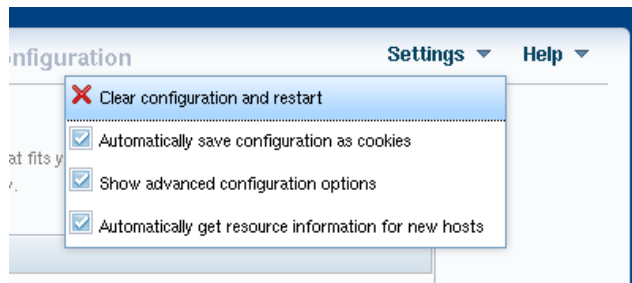 nfiguration
Settings Help
Clear configuration and restart
Automatically save configuration as cookies
at fits y
Show advanced configuration options
Automatically get resource information for new hosts